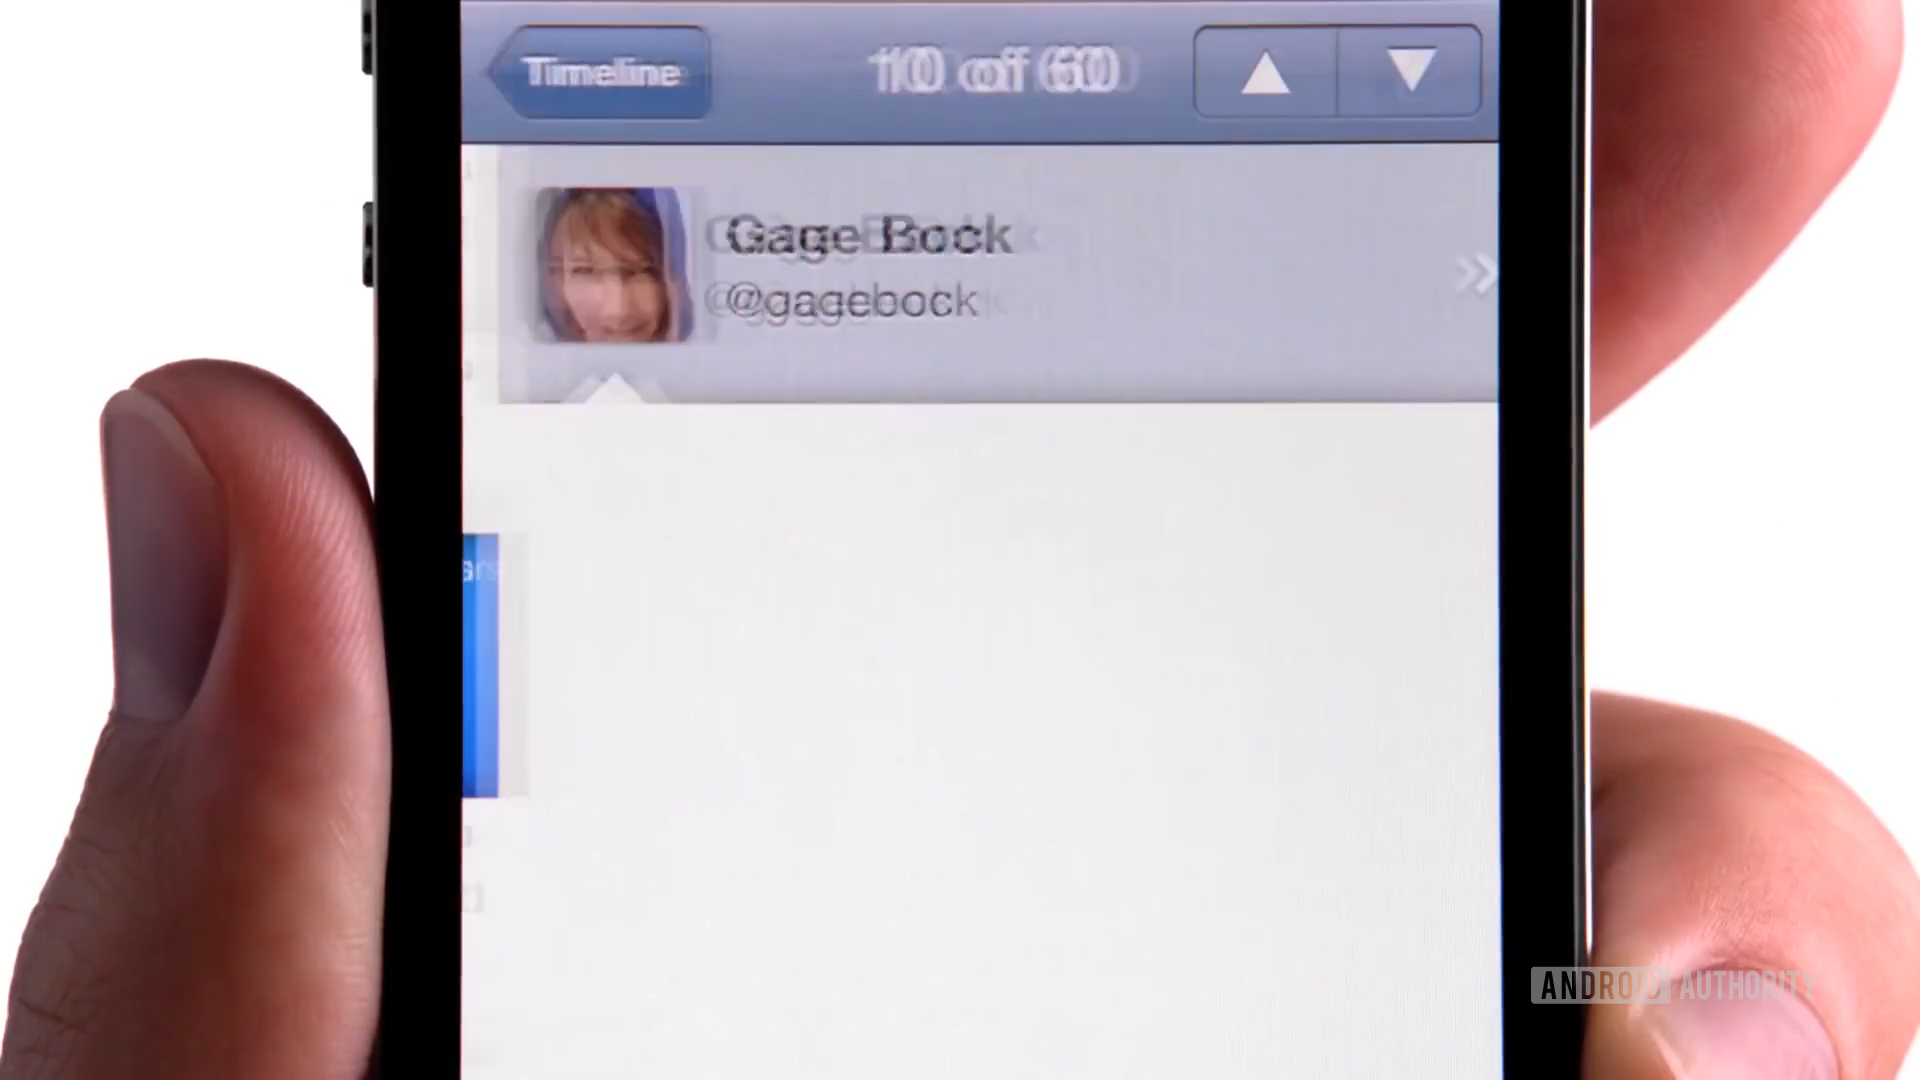 Timeline
10 of 60
Gage Bock
@gagebock
ANDROID AUTHORITY